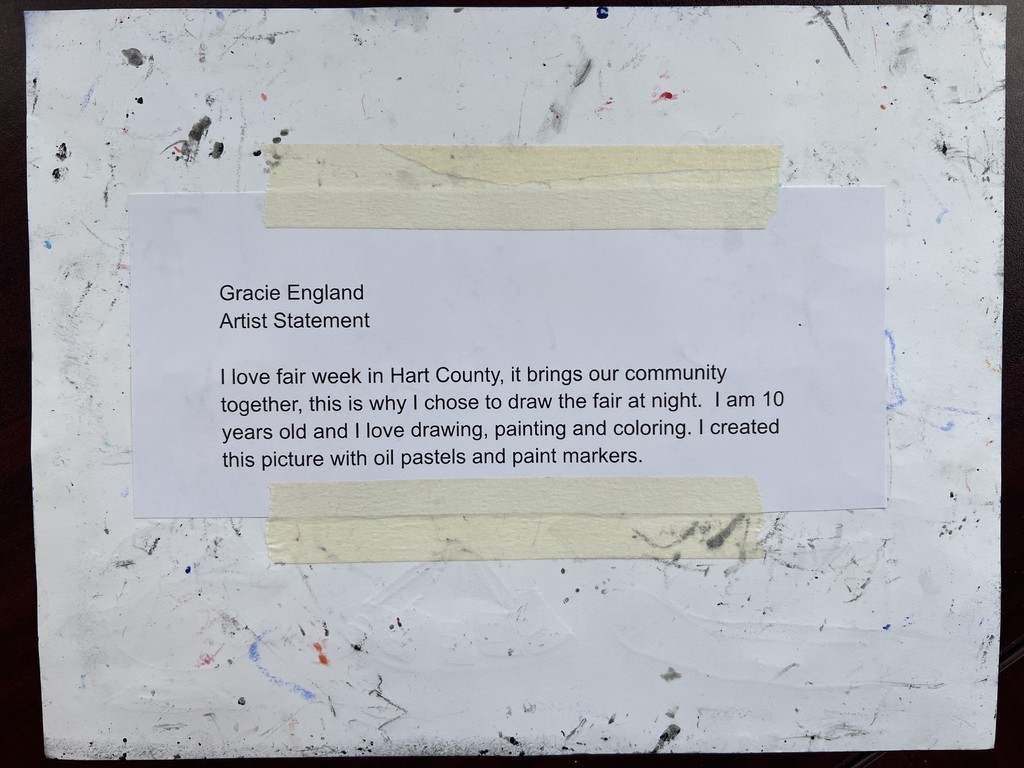 Gracie England
Artist Statement
I love fair week in Hart County, it brings our community
together, this is why I chose to draw the fair at night.  I am 10
years old and I love drawing, painting and coloring. I created
this picture with oil pastels and paint markers.